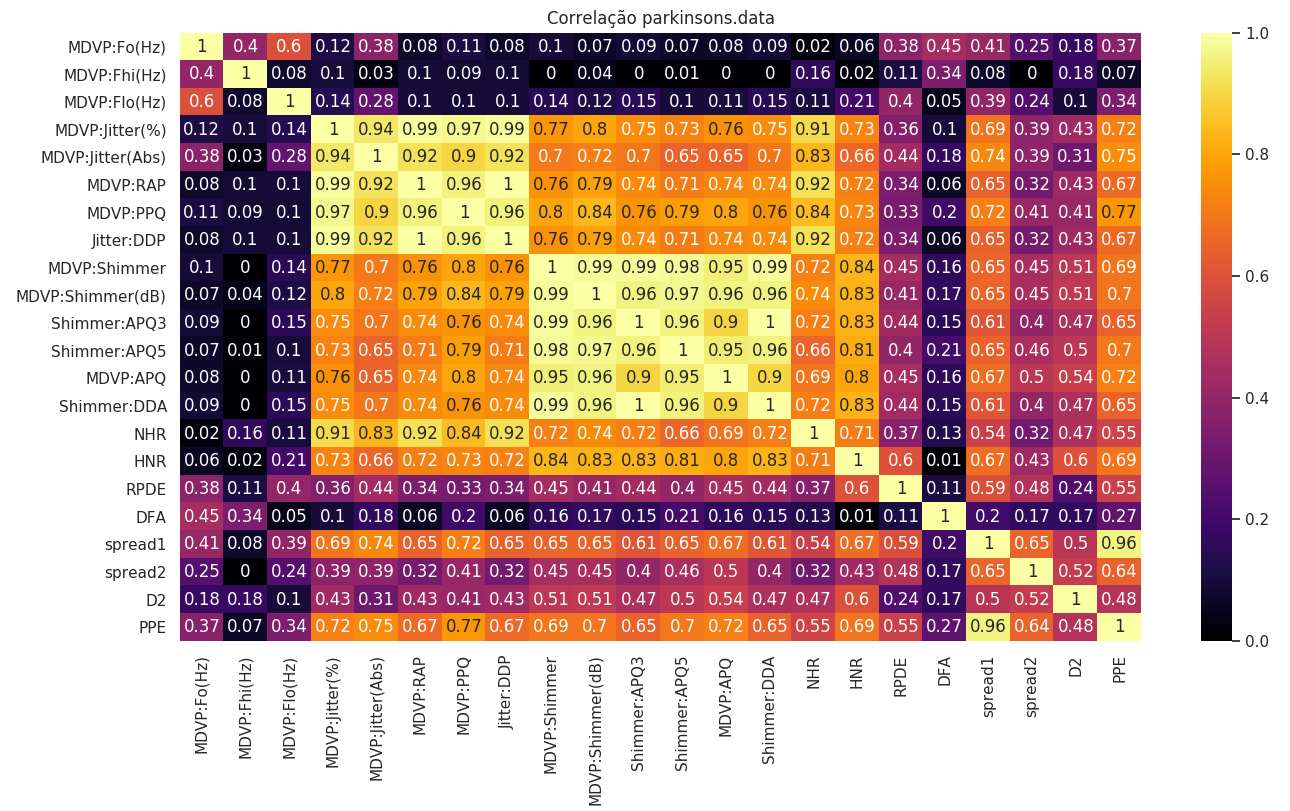 Correlação parkinsons.data
MDVP:Fo(Hz) 1 0.4 0.6 0.12 0.38 0.08 0.11 0.08 0.1 0.07 0.09 0.07 0.08 0.09 0.02 0.06 0.38 0.45 0.41 0.25 0.18 0.37
MDVP:Fhi(Hz) 0.4 1 0.08 0.1 0.03 0.1 0.09 0.1 0 0.04 0 0.01 0 0 0.16 0.02 0.11 0.34 0.08 0 0.18 0.07
MDVP:Flo(Hz) 0.6 0.08 1 0.14 0.28 0.1 0.1 0.1 0.14 0.12 0.15 0.1 0.11 0.15 0.11 0.21 0.4 0.05 0.39 0.24 0.1 0.34
MDVP:Jitter(%) 0.12 0.1 0.14 1 0.94 0.99 0.97 0.99 0.77 0.8 0.75 0.73 0.76 0.75 0.91 0.73 0.36 0.1 0.69 0.39 0.43 0.72
MDVP:Jitter(Abs) 0.38 0.03 0.28 0.94 1 0.92 0.9 0.92 0.7 0.72 0.7 0.65 0.65 0.7 0.83 0.66 0.44 0.18 0.74 0.39 0.31 0.75
MDVP:RAP 0.08 0.1 0.1 0.99 0.92 1 0.96 1 0.76 0.79 0.74 0.71 0.74 0.74 0.92 0.72 0.34 0.06 0.65 0.32 0.43 0.67
MDVP:PPQ 0.11 0.09 0.1 0.97 0.9 0.96 1 0.96 0.8 0.84 0.76 0.79 0.8 0.76 0.84 0.73 0.33 0.2 0.72 0.41 0.41 0.77
Jitter:DDP 0.08 0.1 0.1 0.99 0.92 1 0.96 1 0.76 0.79 0.74 0.71 0.74 0.74 0.92 0.72 0.34 0.06 0.65 0.32 0.43 0.67
MDVP:Shimmer 0.1 0 0.14 0.77 0.7 0.76 0.8 0.76 1 0.99 0.99 0.98 0.95 0.99 0.72 0.84 0.45 0.16 0.65 0.45 0.51 0.69
MDVP:Shimmer(dB) 0.07 0.04 0.12 0.8 0.72 0.79 0.84 0.79 0.99 1 0.96 0.97 0.96 0.96 0.74 0.83 0.41 0.17 0.65 0.45 0.51 0.7
Shimmer:APQ3 0.09 0 0.15 0.75 0.7 0.74 0.76 0.74 0.99 0.96 1 0.96 0.9 1 0.72 0.83 0.44 0.15 0.61 0.4 0.47 0.65
Shimmer:APQ5 0.07 0.01 0.1 0.73 0.65 0.71 0.79 0.71 0.98 0.97 0.96 1 0.95 0.96 0.66 0.81 0.4 0.21 0.65 0.46 0.5 0.7
MDVP:APQ 0.08 0 0.11 0.76 0.65 0.74 0.8 0.74 0.95 0.96 0.9 0.95 1 0.9 0.69 0.8 0.45 0.16 0.67 0.5 0.54 0.72
Shimmer:DDA 0.09 0 0.15 0.75 0.7 0.74 0.76 0.74 0.99 0.96 1 0.96 0.9 1 0.72 0.83 0.44 0.15 0.61 0.4 0.47 0.65
NHR 0.02 0.16 0.11 0.91 0.83 0.92 0.84 0.92 0.72 0.74 0.72 0.66 0.69 0.72 1 0.71 0.37 0.13 0.54 0.32 0.47 0.55
HNR 0.06 0.02 0.21 0.73 0.66 0.72 0.73 0.72 0.84 0.83 0.83 0.81 0.8 0.83 0.71 1 0.6 0.01 0.67 0.43 0.6 0.69
RPDE 0.38 0.11 0.4 0.36 0.44 0.34 0.33 0.34 0.45 0.41 0.44 0.4 0.45 0.44 0.37 0.6 1 0.11 0.59 0.48 0.24 0.55
DFA 0.45 0.34 0.05 0.1 0.18 0.06 0.2 0.06 0.16 0.17 0.15 0.21 0.16 0.15 0.13 0.01 0.11 1 0.2 0.17 0.17 0.27
spread1 0.41 0.08 0.39 0.69 0.74 0.65 0.72 0.65 0.65 0.65 0.61 0.65 0.67 0.61 0.54 0.67 0.59 0.2 1 0.65 0.5 0.96
spread2 0.25 0 0.24 0.39 0.39 0.32 0.41 0.32 0.45 0.45 0.4 0.46 0.5 0.4 0.32 0.43 0.48 0.17 0.65 1 0.52 0.64
D2 0.18 0.18 0.1 0.43 0.31 0.43 0.41 0.43 0.51 0.51 0.47 0.5 0.54 0.47 0.47 0.6 0.24 0.17 0.5 0.52 1 0.48
PPE 0.37 0.07 0.34 0.72 0.75 0.67 0.77 0.67 0.69 0.7 0.65 0.7 0.72 0.65 0.55 0.69 0.55 0.27 0.96 0.64 0.48 1
MDVP:Fo(Hz)
MDVP:Fhi(Hz)
MDVP:Flo(Hz)
MDVP:Jitter(%)
MDVP:Jitter(Abs)
MDVP:RAP
MDVP:PPQ
Jitter:DDP
MDVP:Shimmer
MDVP:Shimmer(dB)
Shimmer:APQ3
Shimmer:APQ5
MDVP:APQ
Shimmer:DDA
NHR
HNR
RPDE
DFA
spread1
spread2
D2
PPE
1.0
0.8
0.6
0.4
0.2
0.0